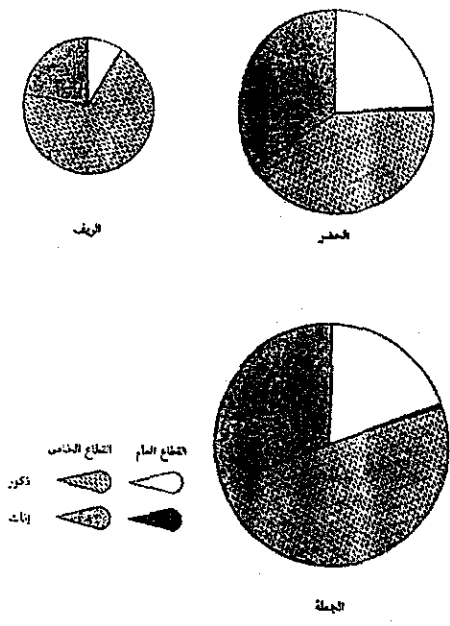 الحضر
الريف
القطاع العام القطاع الخاص
ذكور
إناث
الجملة